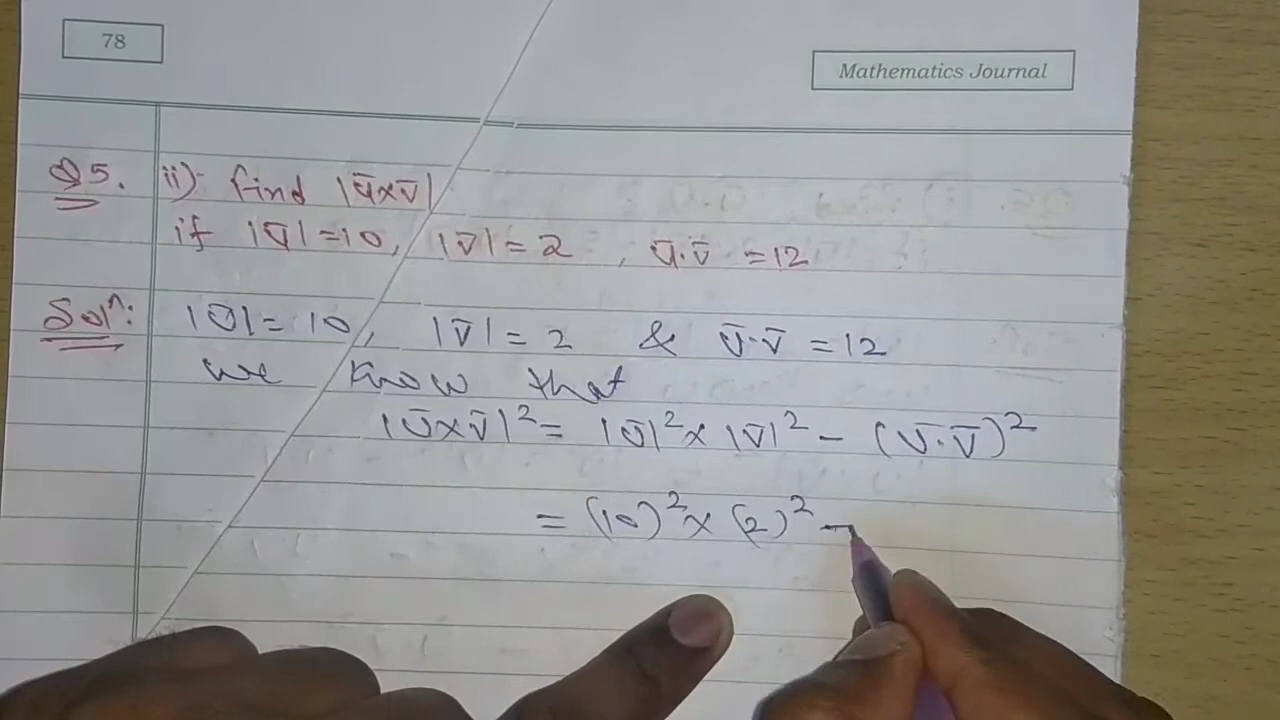 78
Mathematics Journal
Q5. ii) find |ū×v̄|
if |ū|=10, |v̄|=2, ū.v̄ =12
Solⁿ: |ū|=10, |v̄|=2 & ū.v̄ =12
we know that
|ū×v̄|² = |ū|²×|v̄|² – (ū.v̄)²
= (10)²×(2)² –